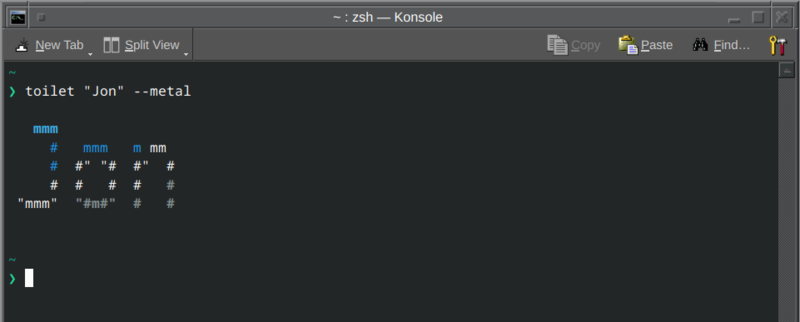 ~ : zsh — Konsole
New Tab Split View Copy Paste Find...
~
❯ toilet "Jon" --metal
   mmm
     #   mmm   m mm
     #  #" "#  #"  #
     #  #   #  #   #
 "mmm"  "#m#"  #   #
~
❯